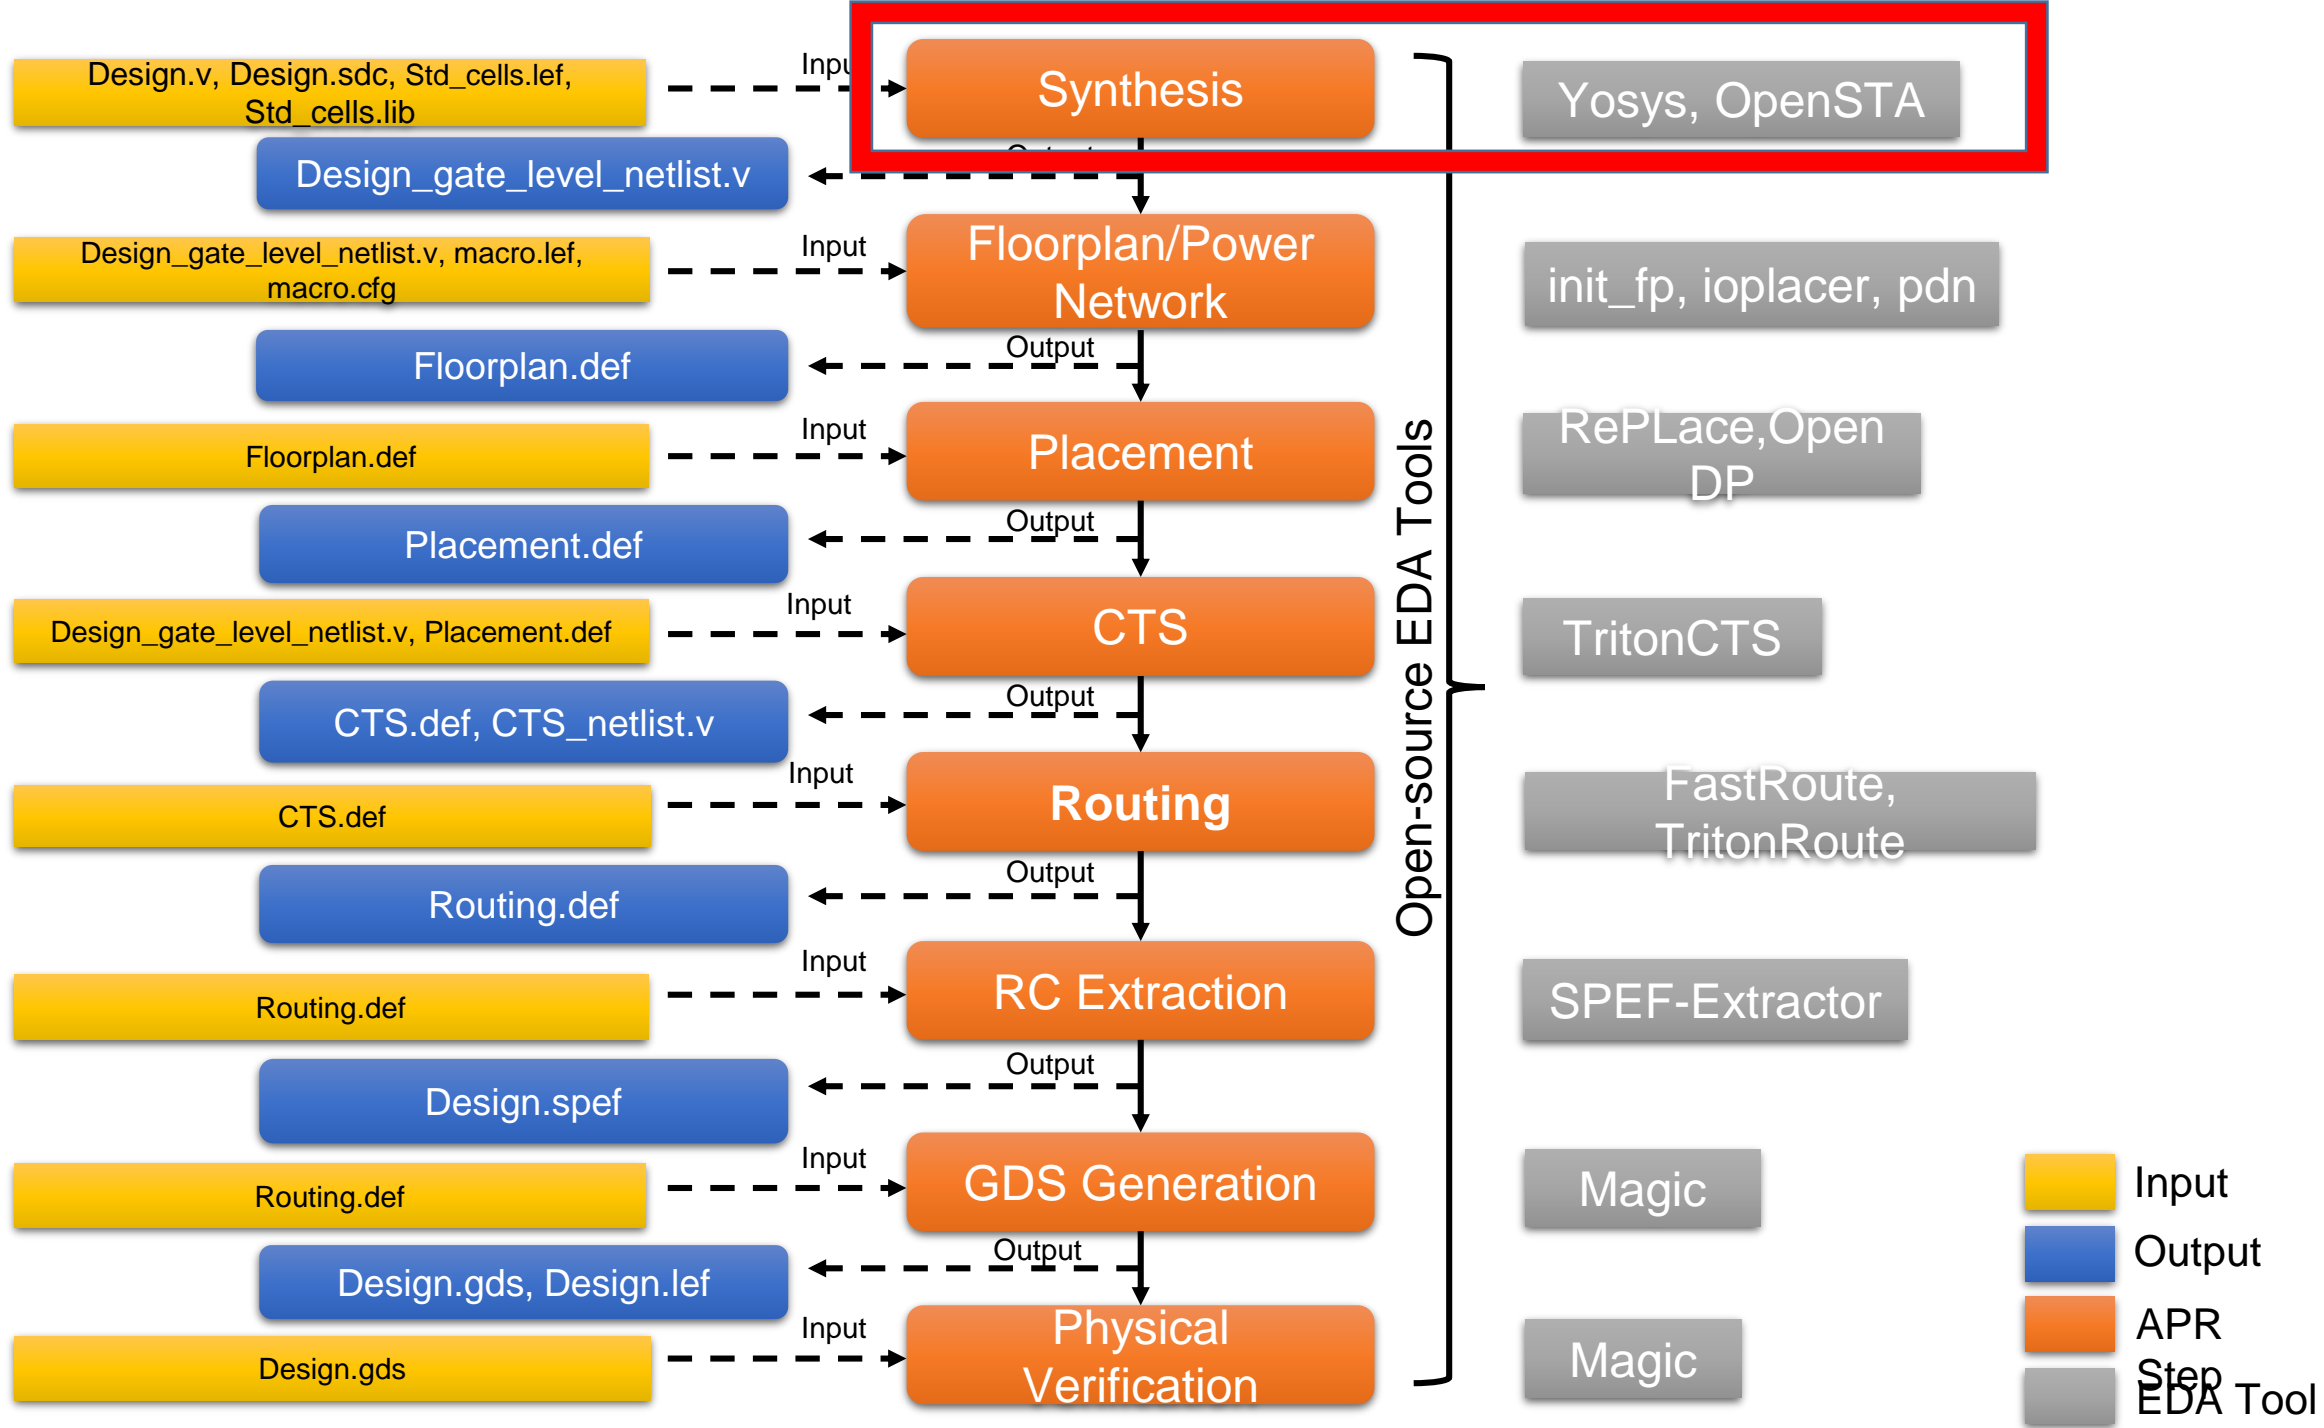 Input
Synthesis
Design.v, Design.sdc, Std_cells.lef,
Std_cells.lib
Yosys, OpenSTA
Output
Design_gate_level_netlist.v
Input
Floorplan/Power
Network
Design_gate_level_netlist.v, macro.lef,
macro.cfg
init_fp, ioplacer, pdn
Output
Floorplan.def
Input
Placement
Floorplan.def
RePLace,Open
DP
Output
Placement.def
Open-source EDA Tools
Input
CTS
Design_gate_level_netlist.v, Placement.def
TritonCTS
Output
CTS.def, CTS_netlist.v
Input
Routing
CTS.def
FastRoute,
TritonRoute
Output
Routing.def
Input
RC Extraction
Routing.def
SPEF-Extractor
Output
Design.spef
Input
GDS Generation
Routing.def
Magic
Output
Design.gds, Design.lef
Input
Physical
Verification
Design.gds
Magic
Input
Output
APR
Step
EDA Tool